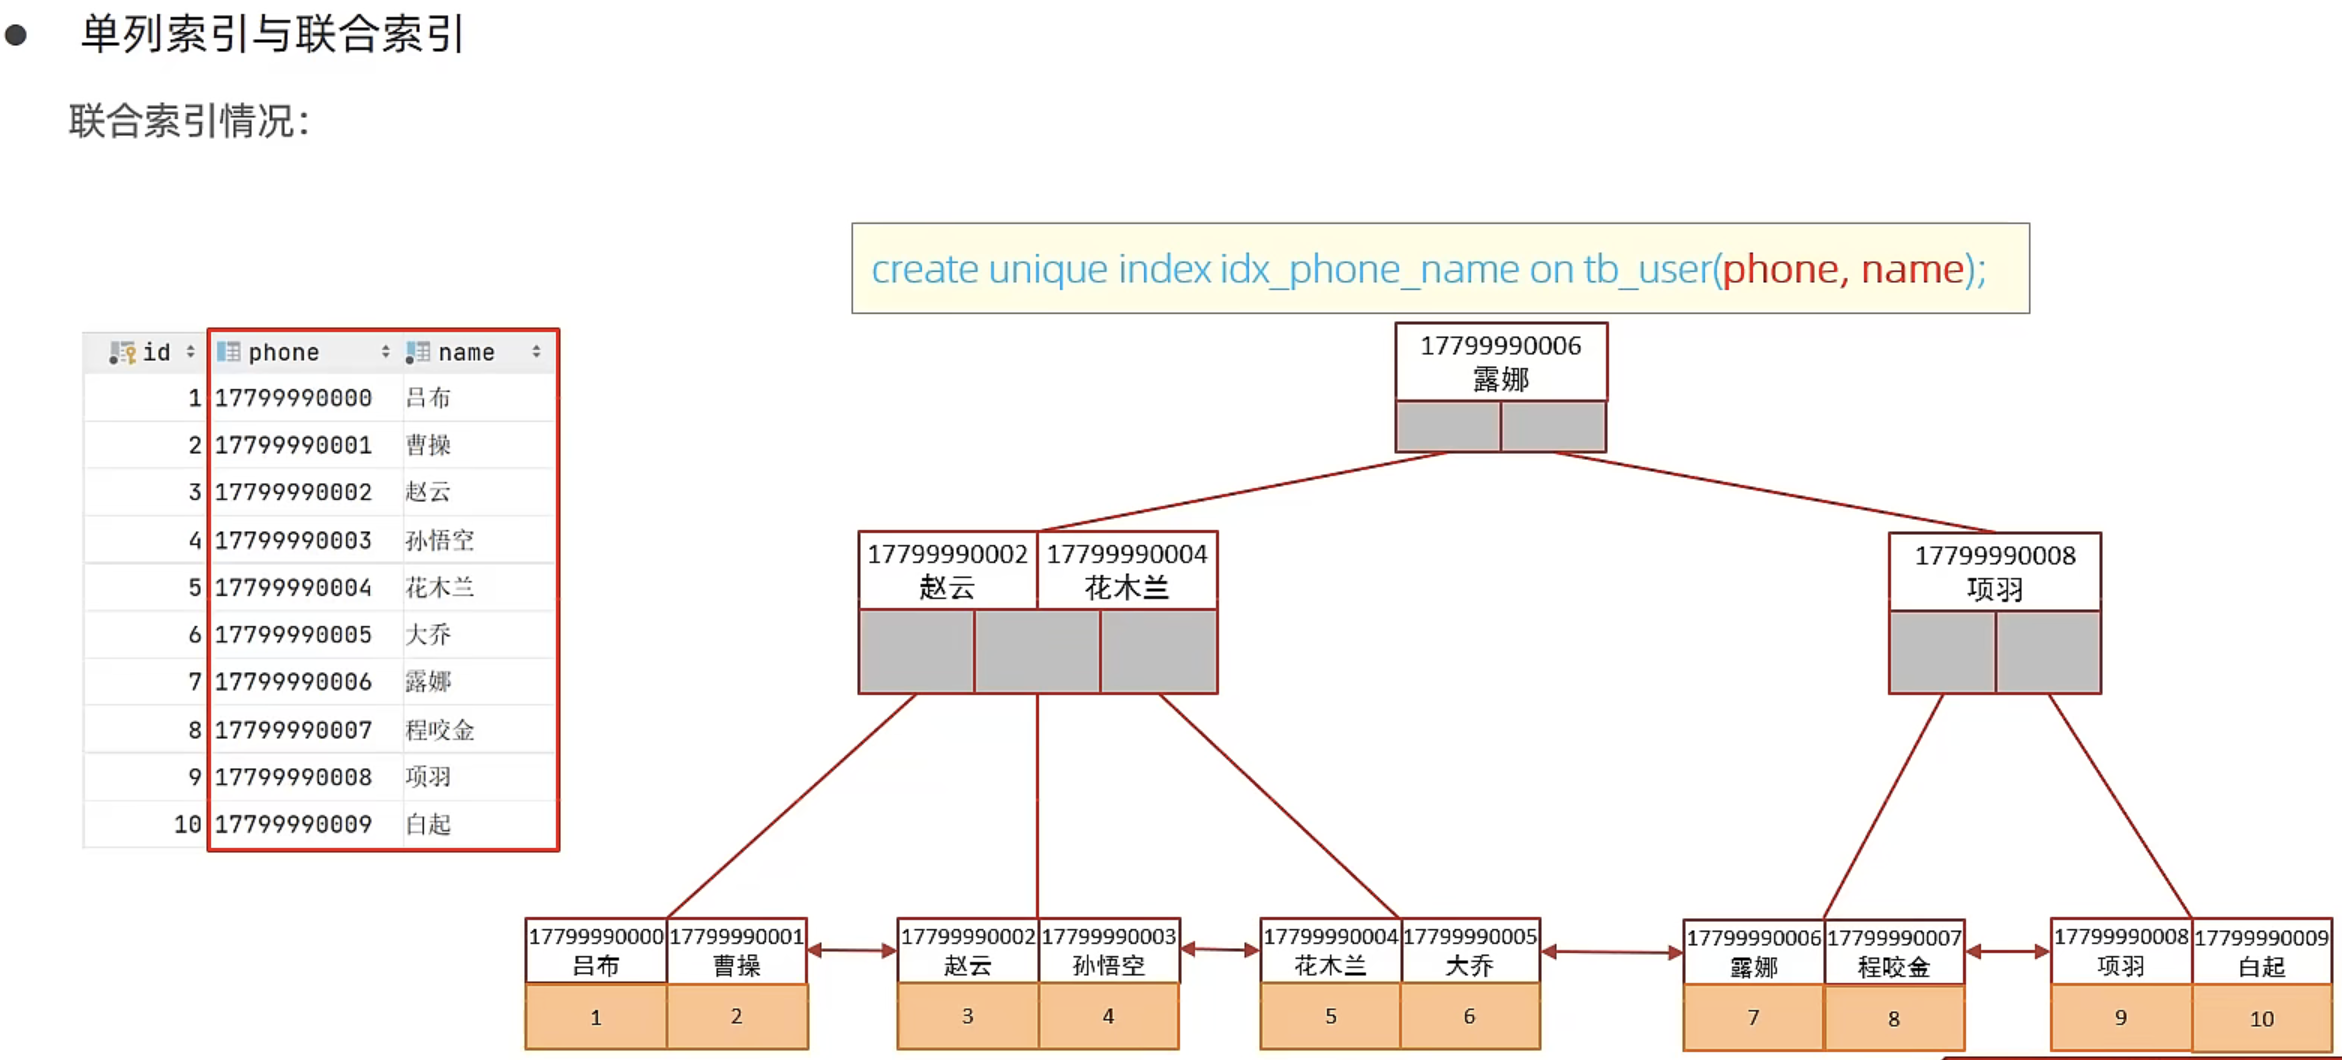 ● 单列索引与联合索引
联合索引情况：
create unique index idx_phone_name on tb_user(phone, name);
id phone name
1 17799990000 吕布
2 17799990001 曹操
3 17799990002 赵云
4 17799990003 孙悟空
5 17799990004 花木兰
6 17799990005 大乔
7 17799990006 露娜
8 17799990007 程咬金
9 17799990008 项羽
10 17799990009 白起
17799990006
露娜
17799990002 17799990004
赵云 花木兰
17799990008
项羽
17799990000 17799990001 17799990002 17799990003 17799990004 17799990005 17799990006 17799990007 17799990008 17799990009
吕布 曹操 赵云 孙悟空 花木兰 大乔 露娜 程咬金 项羽 白起
1 2 3 4 5 6 7 8 9 10